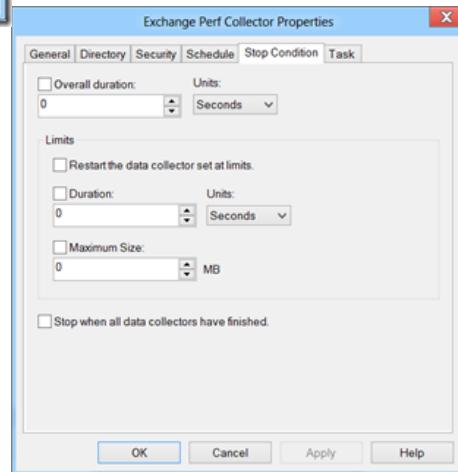 Exchange Perf Collector Properties
X
General Directory Security Schedule Stop Condition Task
Overall duration: Units:
0 Seconds
Limits
Restart the data collector set at limits.
Duration: Units:
0 Seconds
Maximum Size:
0 MB
Stop when all data collectors have finished.
OK Cancel Apply Help